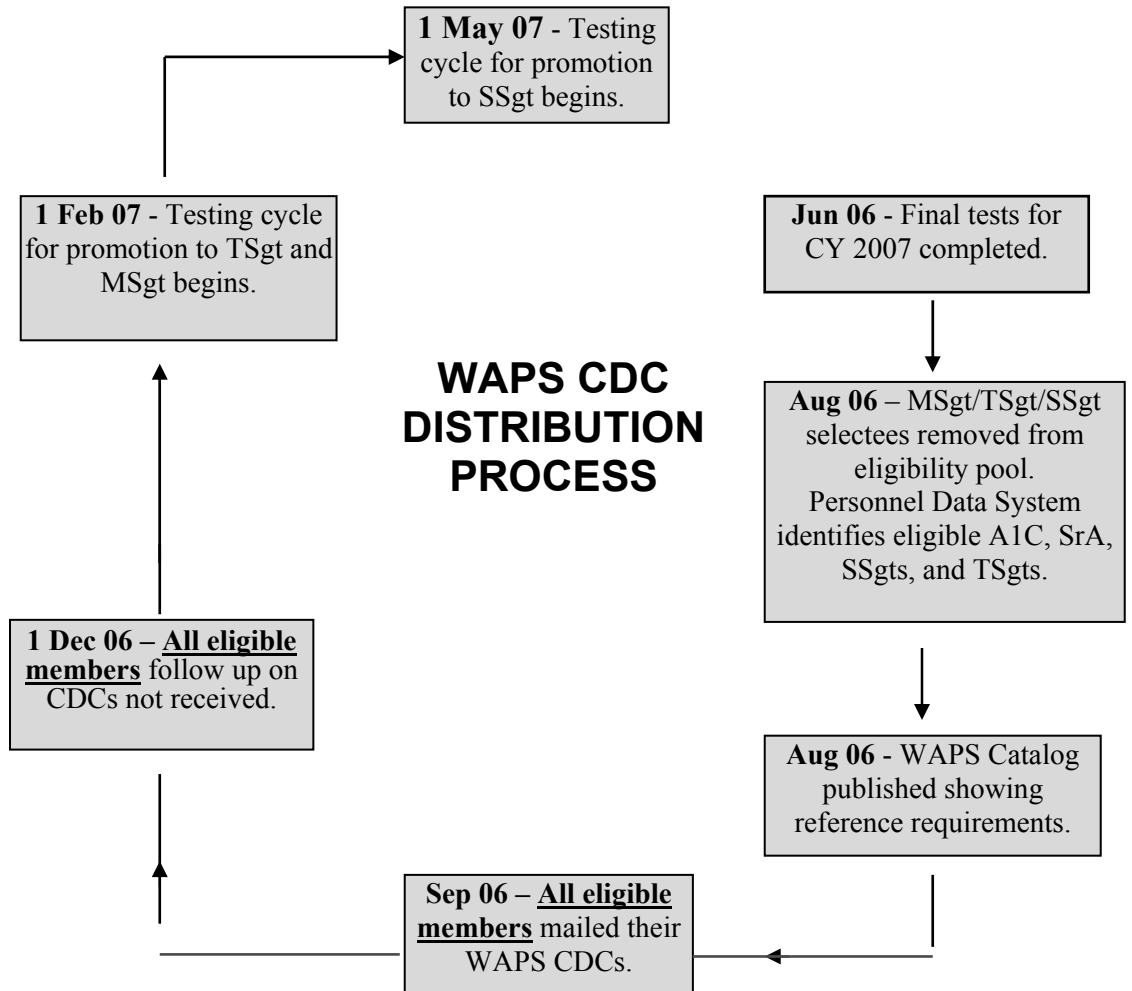 1 May 07 - Testing
cycle for promotion
to SSgt begins.
1 Feb 07 - Testing cycle
for promotion to TSgt and
MSgt begins.
Jun 06 - Final tests for
CY 2007 completed.
WAPS CDC
DISTRIBUTION
PROCESS
Aug 06 – MSgt/TSgt/SSgt
selectees removed from
eligibility pool.
Personnel Data System
identifies eligible A1C, SrA,
SSgts, and TSgts.
1 Dec 06 – All eligible
members follow up on
CDCs not received.
Aug 06 - WAPS Catalog
published showing
reference requirements.
Sep 06 – All eligible
members mailed their
WAPS CDCs.